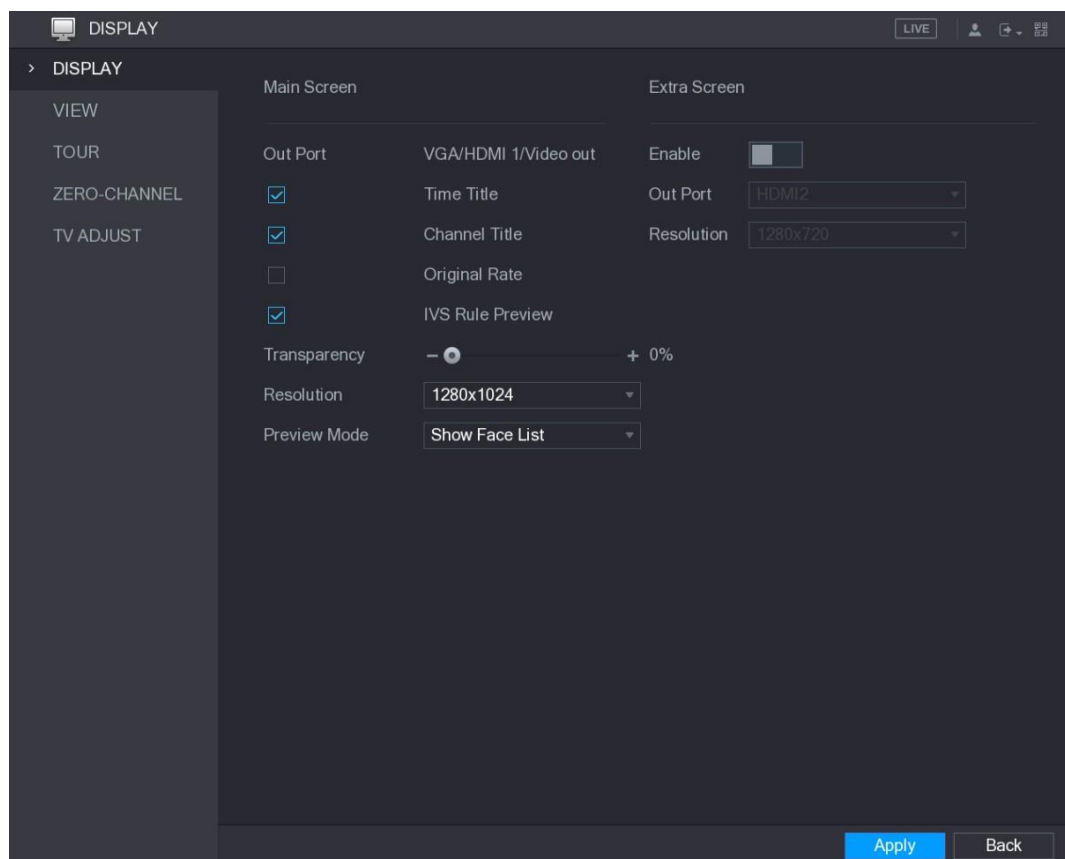 DISPLAY
LIVE
DISPLAY
VIEW
TOUR
ZERO-CHANNEL
TV ADJUST
Main Screen
Out Port VGA/HDMI 1/Video out
Time Title
Channel Title
Original Rate
IVS Rule Preview
Transparency 0%
Resolution 1280x1024
Preview Mode Show Face List
Extra Screen
Enable
Out Port HDMI2
Resolution 1280x720
Apply Back